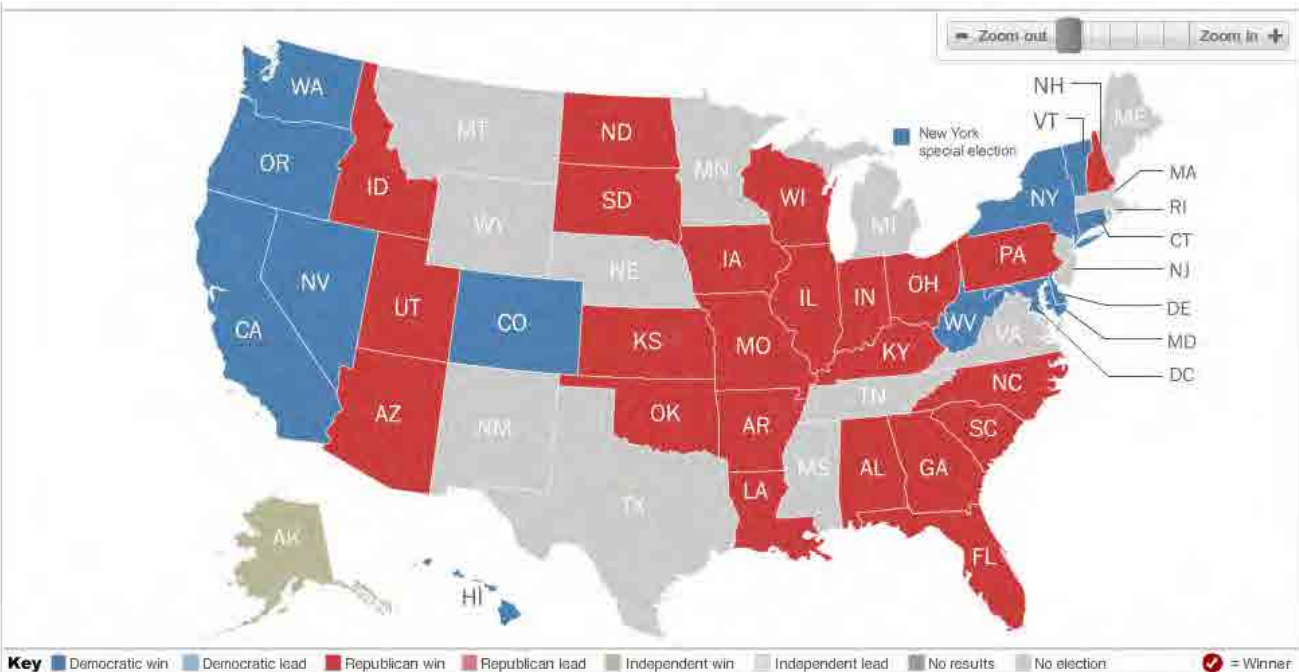 - Zoom out Zoom In +
NH
VT
New York
special election
WA
MT
ND
MN
ME
OR
ID
SD
WI
MI
NY
MA
RI
WY
CT
IA
PA
NE
NJ
NV
UT
CO
IL
IN
OH
DE
CA
KS
MO
WV
VA
MD
KY
DC
AZ
NM
OK
AR
TN
NC
SC
TX
LA
MS
AL
GA
AK
FL
HI
Key Democratic win Democratic lead Republican win Republican lead Independent win Independent lead No results No election = Winner